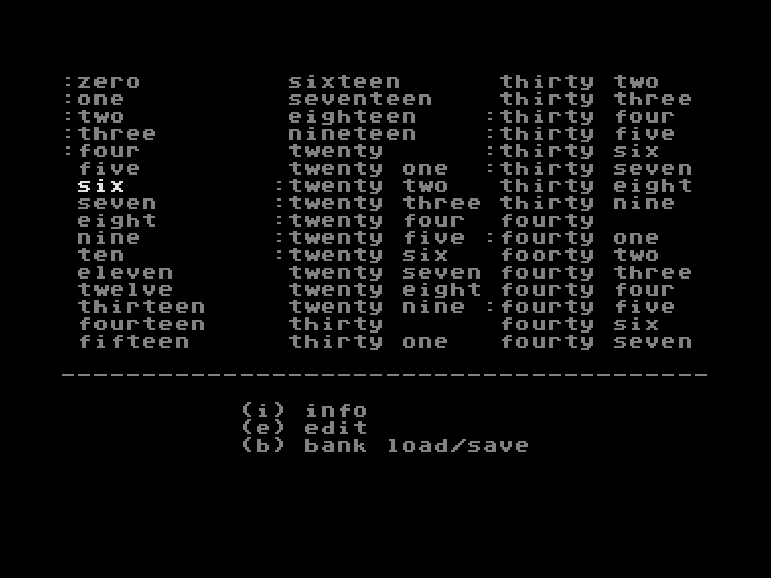 :zero sixteen thirty two
:one seventeen thirty three
:two eighteen :thirty four
:three nineteen :thirty five
:four twenty :thirty six
five twenty one :thirty seven
six :twenty two thirty eight
seven :twenty three thirty nine
eight :twenty four fourty
nine :twenty five :fourty one
ten :twenty six foorty two
eleven twenty seven fourty three
twelve twenty eight fourty four
thirteen twenty nine :fourty five
fourteen thirty fourty six
fifteen thirty one fourty seven
(i) info
(e) edit
(b) bank load/save